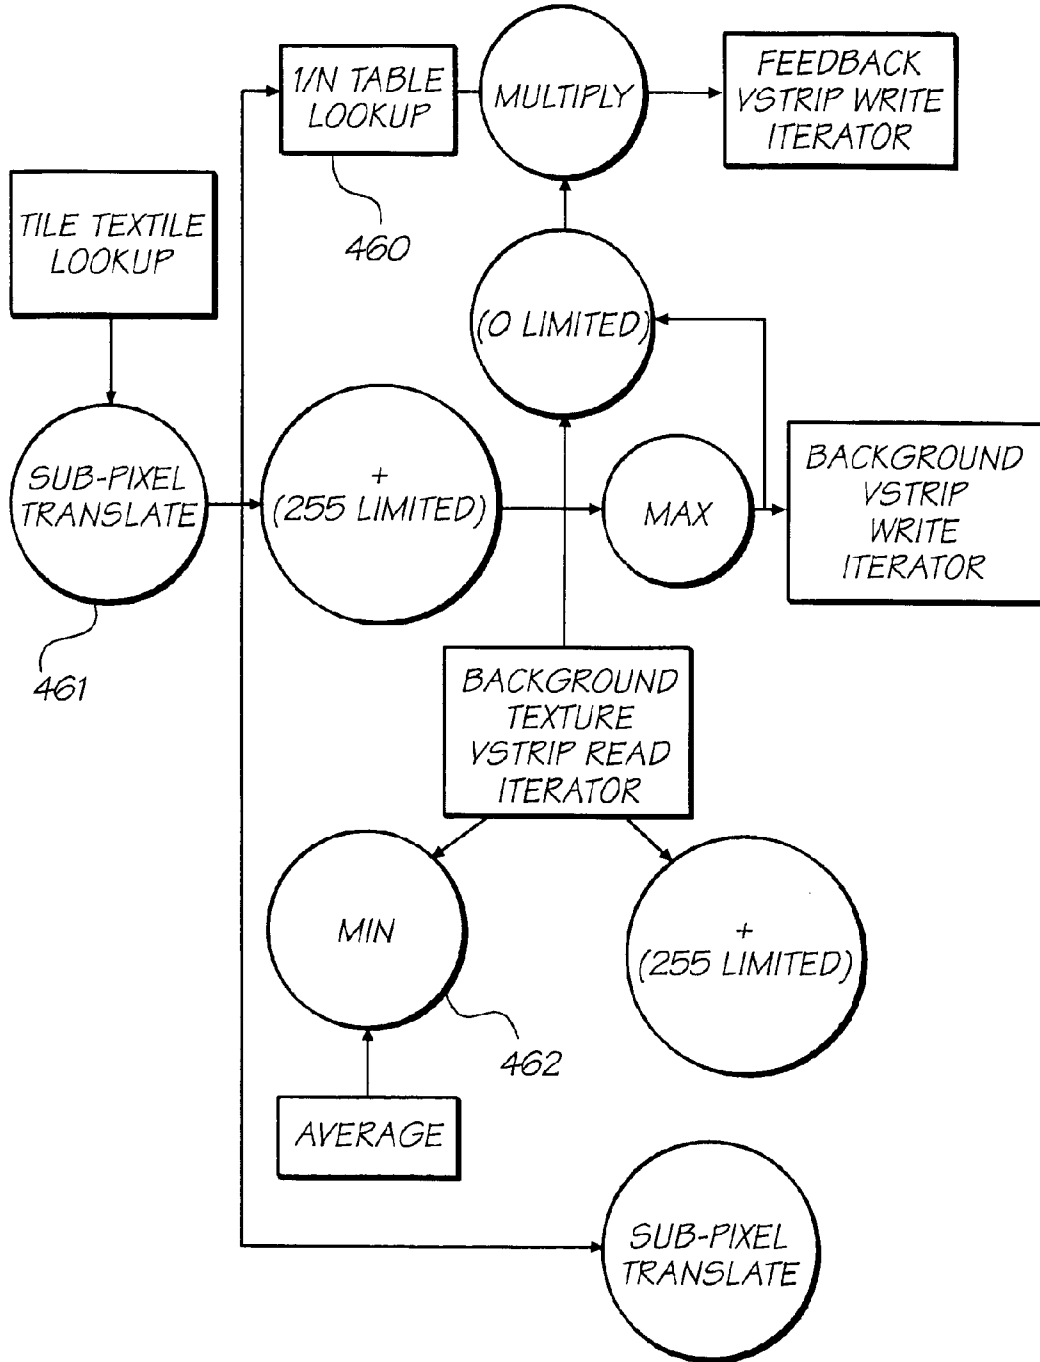 1/N TABLE
LOOKUP
MULTIPLY
FEEDBACK
VSTRIP WRITE
ITERATOR
460
TILE TEXTILE
LOOKUP
(0 LIMITED)
SUB-PIXEL
TRANSLATE
461
+
(255 LIMITED)
MAX
BACKGROUND
VSTRIP
WRITE
ITERATOR
BACKGROUND
TEXTURE
VSTRIP READ
ITERATOR
MIN
462
+
(255 LIMITED)
AVERAGE
SUB-PIXEL
TRANSLATE